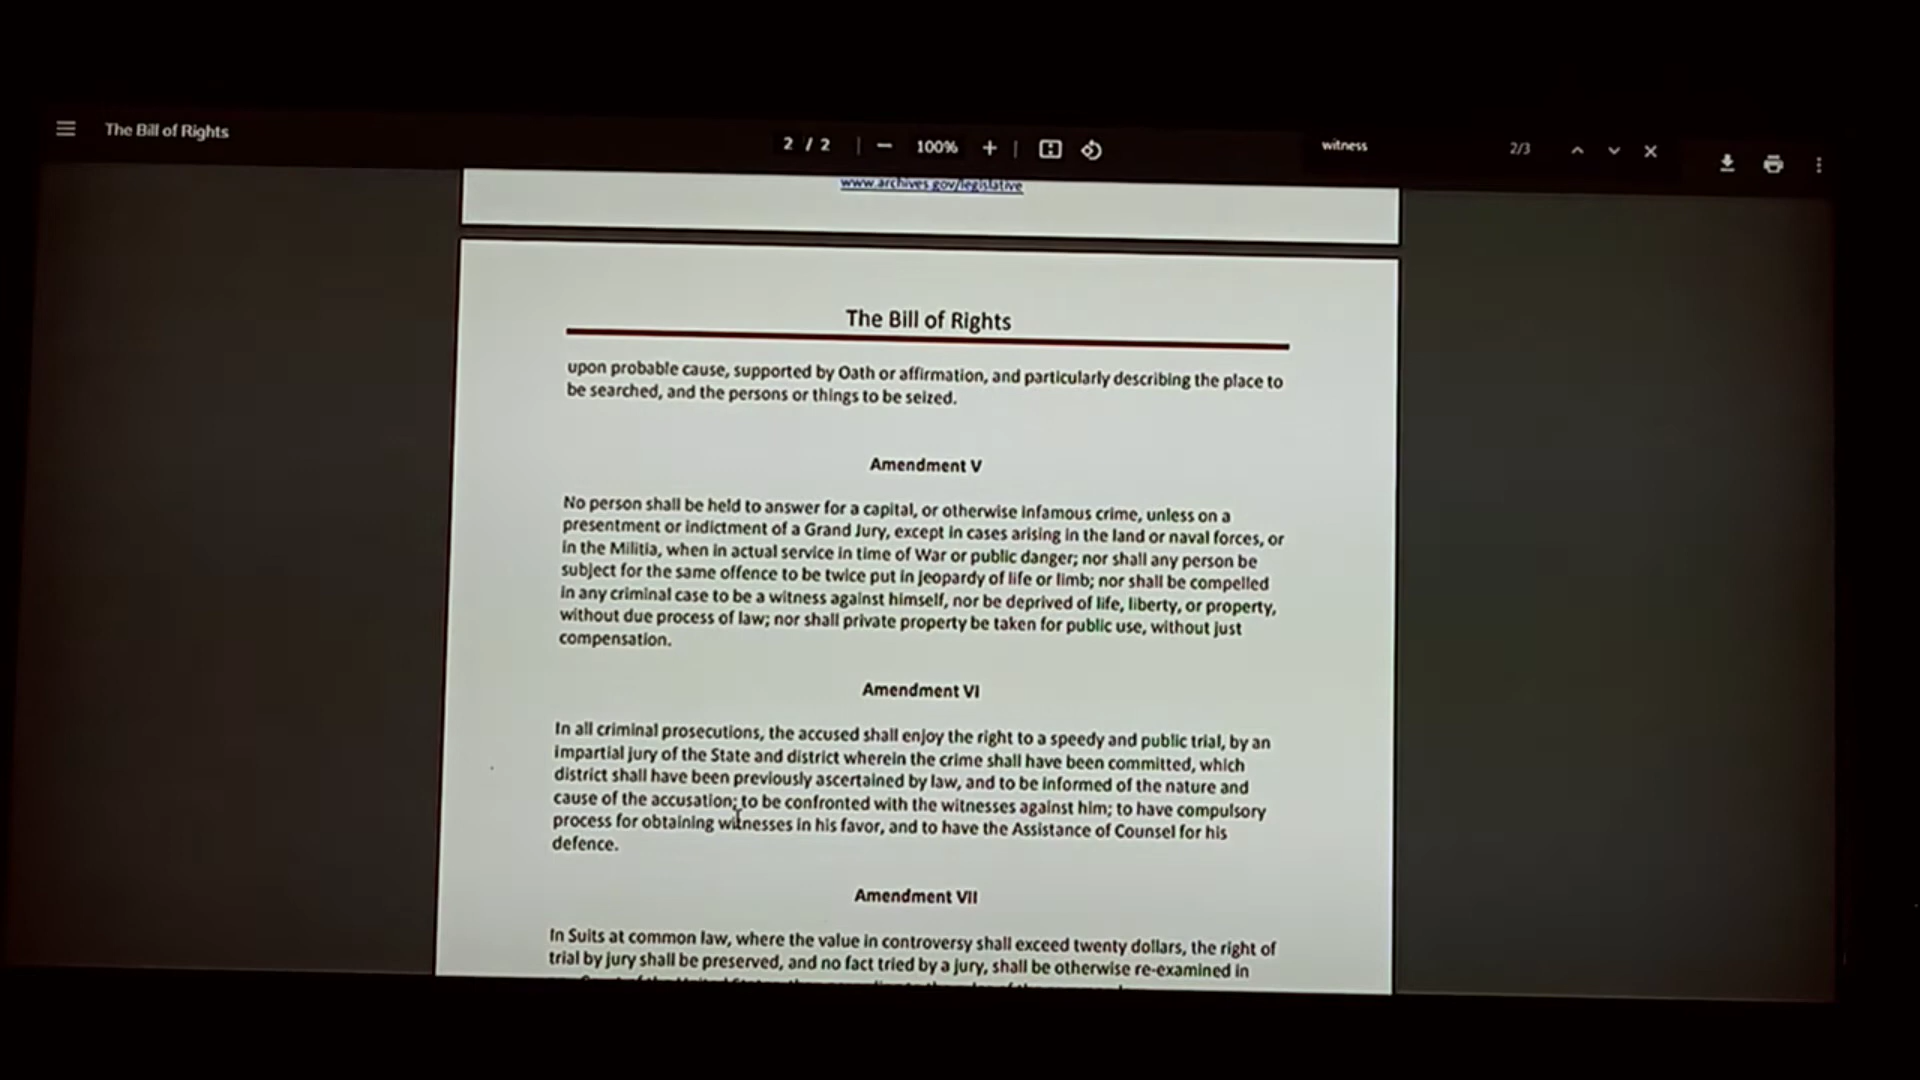 The Bill of Rights
2 / 2
100%
witness
2/3
www.archives.gov/legislative
The Bill of Rights
upon probable cause, supported by Oath or affirmation, and particularly describing the place to
be searched, and the persons or things to be seized.
Amendment V
No person shall be held to answer for a capital, or otherwise infamous crime, unless on a
presentment or indictment of a Grand Jury, except in cases arising in the land or naval forces, or
in the Militia, when in actual service in time of War or public danger; nor shall any person be
subject for the same offence to be twice put in jeopardy of life or limb; nor shall be compelled
in any criminal case to be a witness against himself, nor be deprived of life, liberty, or property,
without due process of law; nor shall private property be taken for public use, without just
compensation.
Amendment VI
In all criminal prosecutions, the accused shall enjoy the right to a speedy and public trial, by an
impartial jury of the State and district wherein the crime shall have been committed, which
district shall have been previously ascertained by law, and to be informed of the nature and
cause of the accusation; to be confronted with the witnesses against him; to have compulsory
process for obtaining witnesses in his favor, and to have the Assistance of Counsel for his
defence.
Amendment VII
In Suits at common law, where the value in controversy shall exceed twenty dollars, the right of
trial by jury shall be preserved, and no fact tried by a jury, shall be otherwise re-examined in